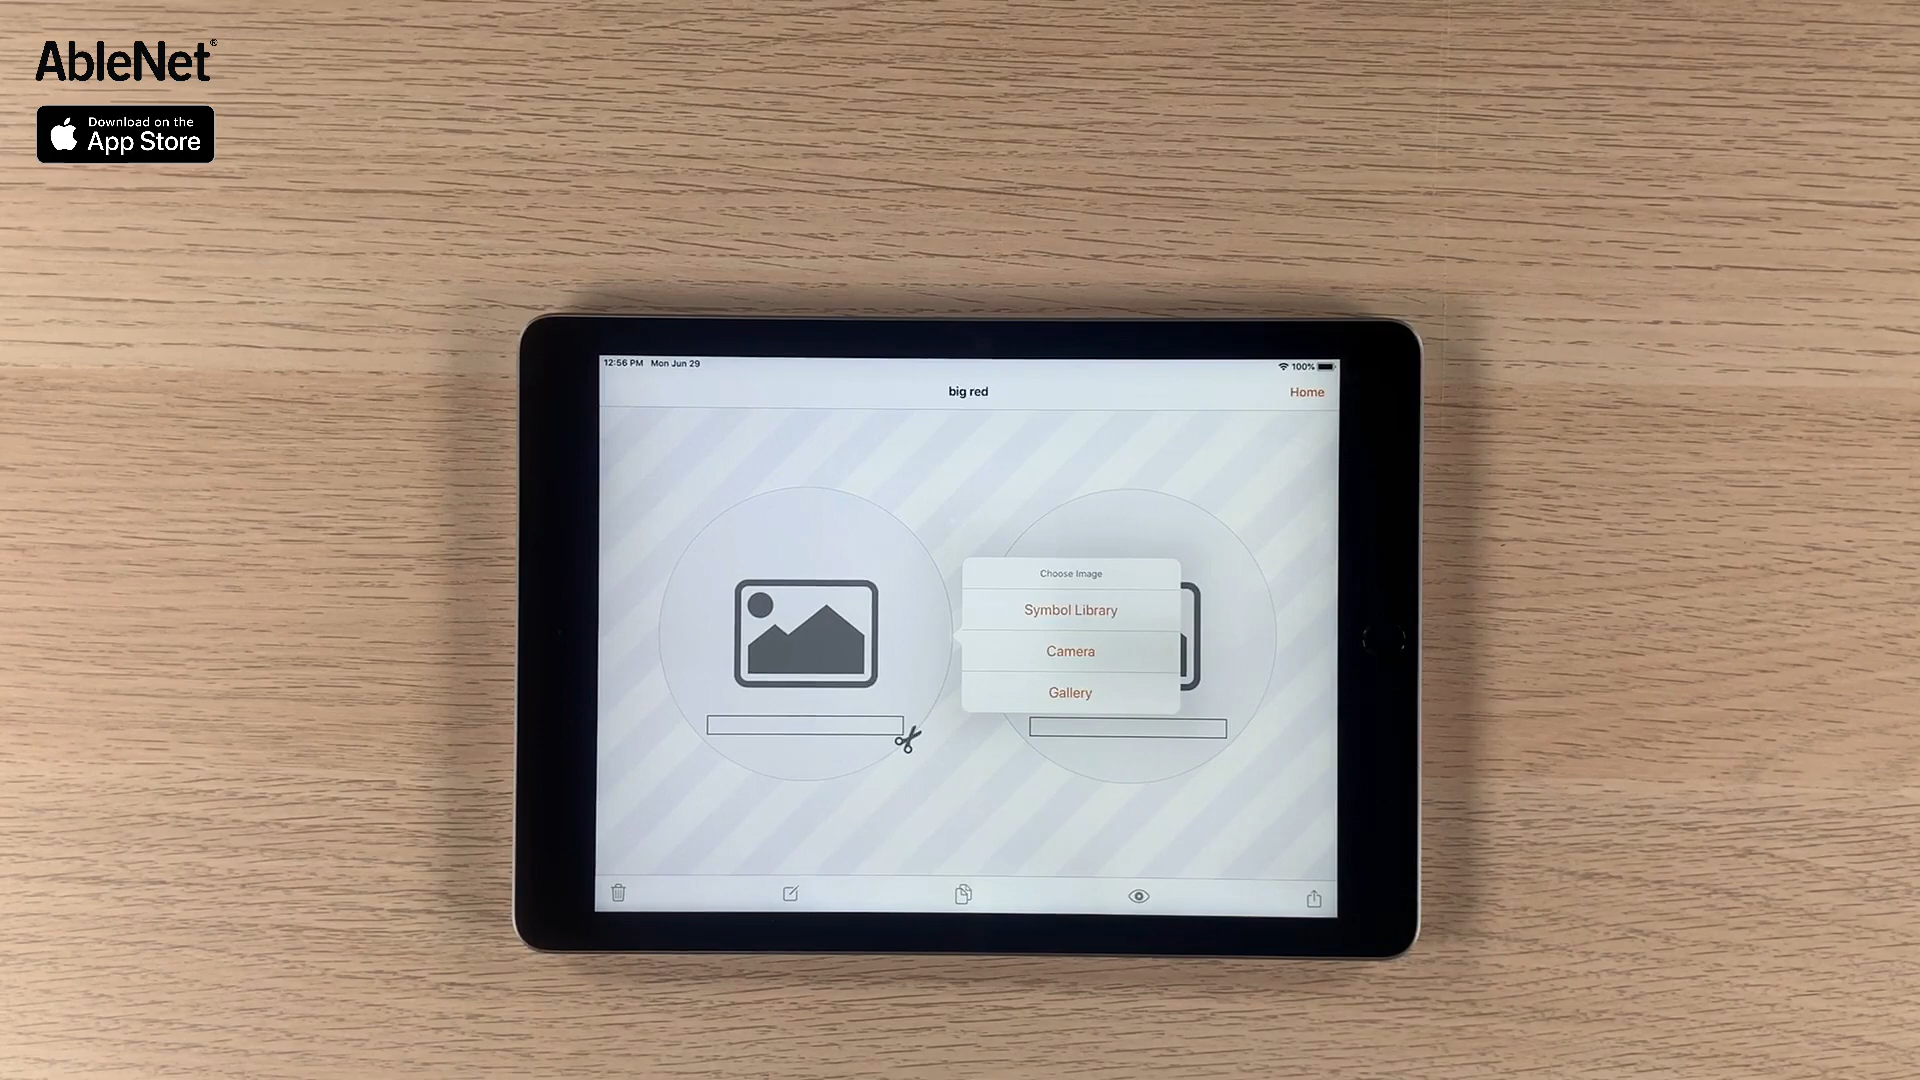 AbleNet®
Download on the
App Store
12:56 PM Mon Jun 29
100%
big red
Home
Choose Image
Symbol Library
Camera
Gallery